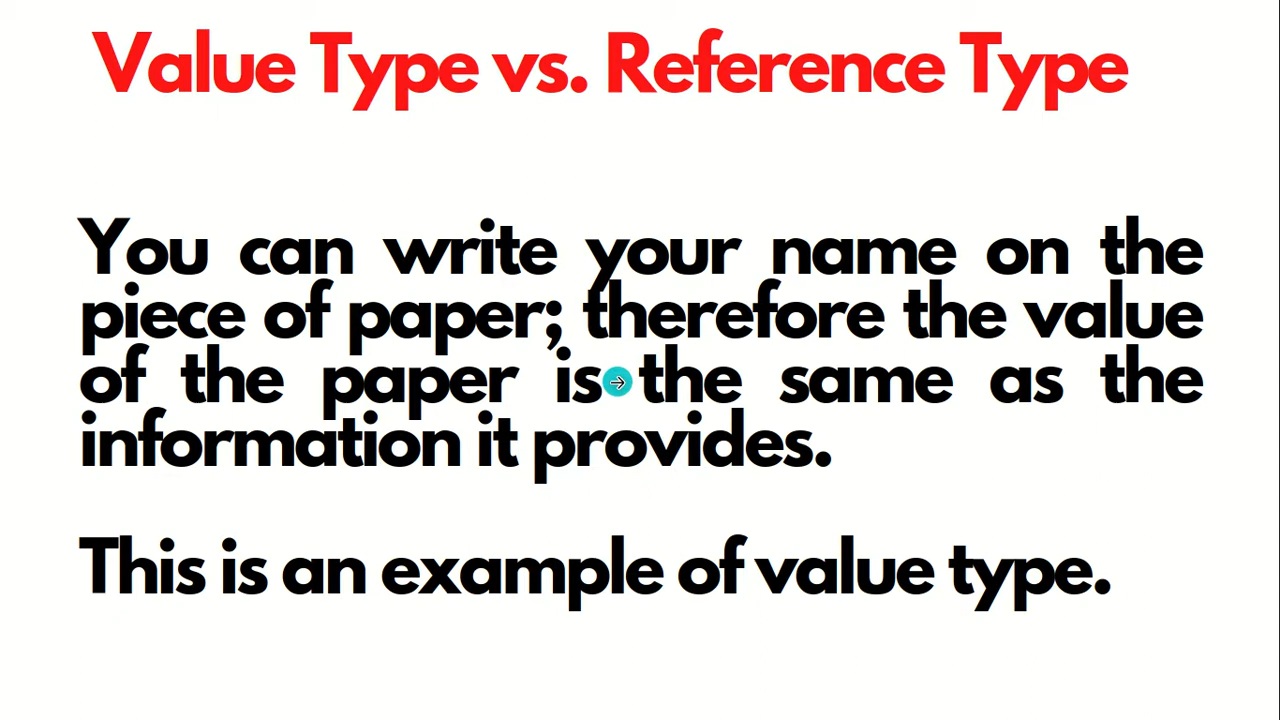 Value Type vs. Reference Type
You can write your name on the
piece of paper; therefore the value
of the paper is the same as the
information it provides.
This is an example of value type.